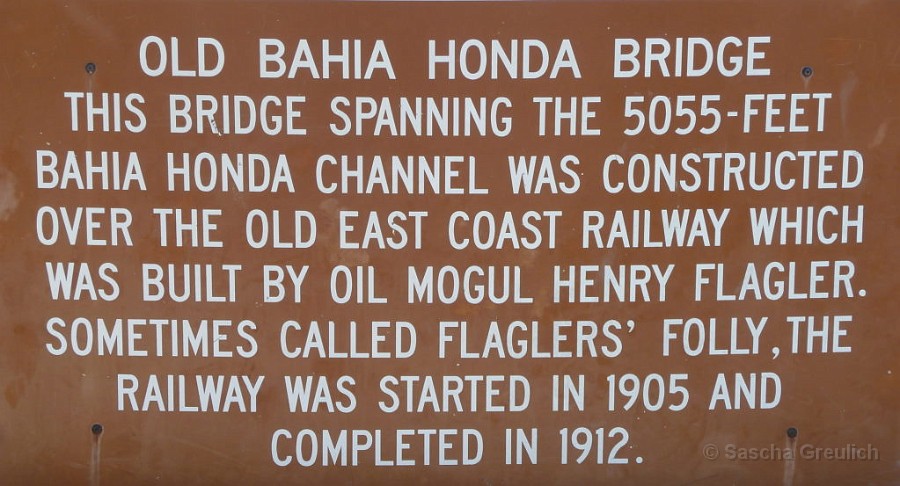 OLD BAHIA HONDA BRIDGE
THIS BRIDGE SPANNING THE 5055-FEET
BAHIA HONDA CHANNEL WAS CONSTRUCTED
OVER THE OLD EAST COAST RAILWAY WHICH
WAS BUILT BY OIL MOGUL HENRY FLAGLER.
SOMETIMES CALLED FLAGLERS' FOLLY, THE
RAILWAY WAS STARTED IN 1905 AND
COMPLETED IN 1912.
© Sascha Greulich